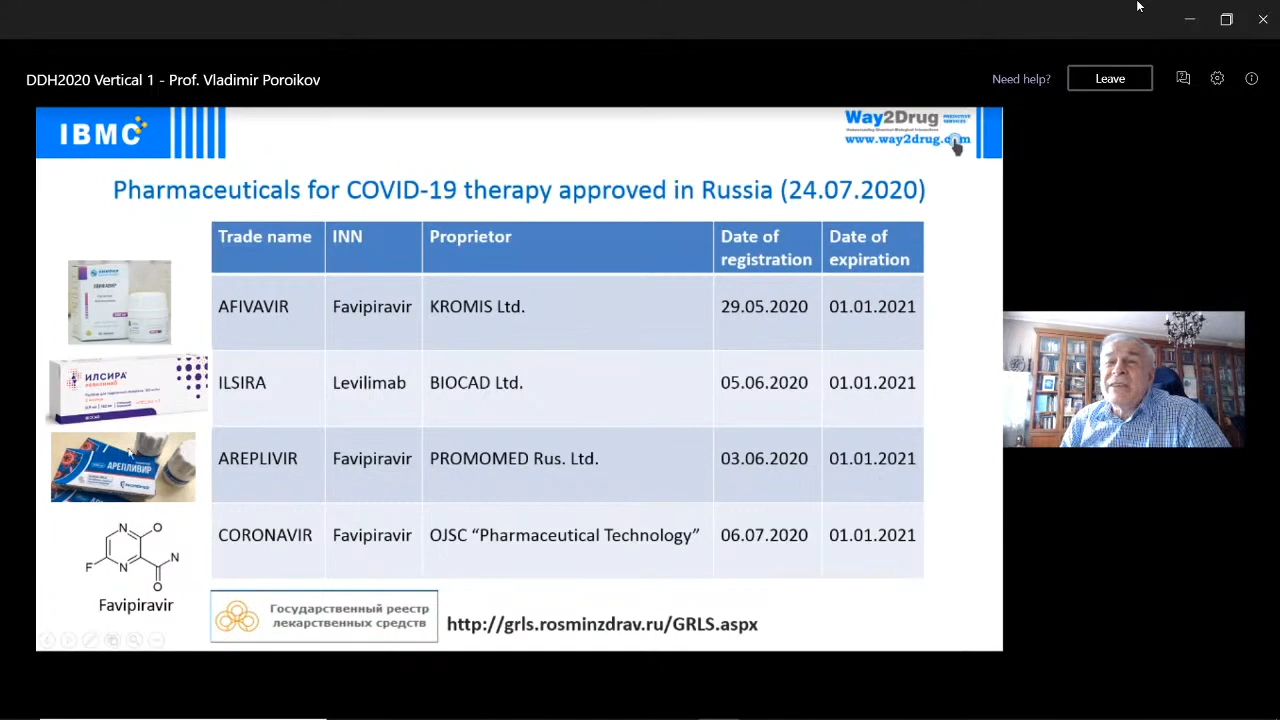 DDH2020 Vertical 1 - Prof. Vladimir Poroikov
Need help?
Leave
IBMC
Way2Drug PREDICTIVE SERVICES
www.way2drug.com
Pharmaceuticals for COVID-19 therapy approved in Russia (24.07.2020)
Trade name INN Proprietor Date of registration Date of expiration
AFIVAVIR Favipiravir KROMIS Ltd. 29.05.2020 01.01.2021
ILSIRA Levilimab BIOCAD Ltd. 05.06.2020 01.01.2021
AREPLIVIR Favipiravir PROMOMED Rus. Ltd. 03.06.2020 01.01.2021
CORONAVIR Favipiravir OJSC “Pharmaceutical Technology” 06.07.2020 01.01.2021
ИЛСИРА
АРЕПЛИВИР
N
O
F
N
N
O
Favipiravir
Государственный реестр
лекарственных средств
http://grls.rosminzdrav.ru/GRLS.aspx